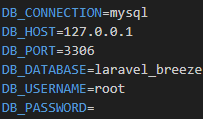 DB_CONNECTION=mysql
DB_HOST=127.0.0.1
DB_PORT=3306
DB_DATABASE=laravel_breeze
DB_USERNAME=root
DB_PASSWORD=